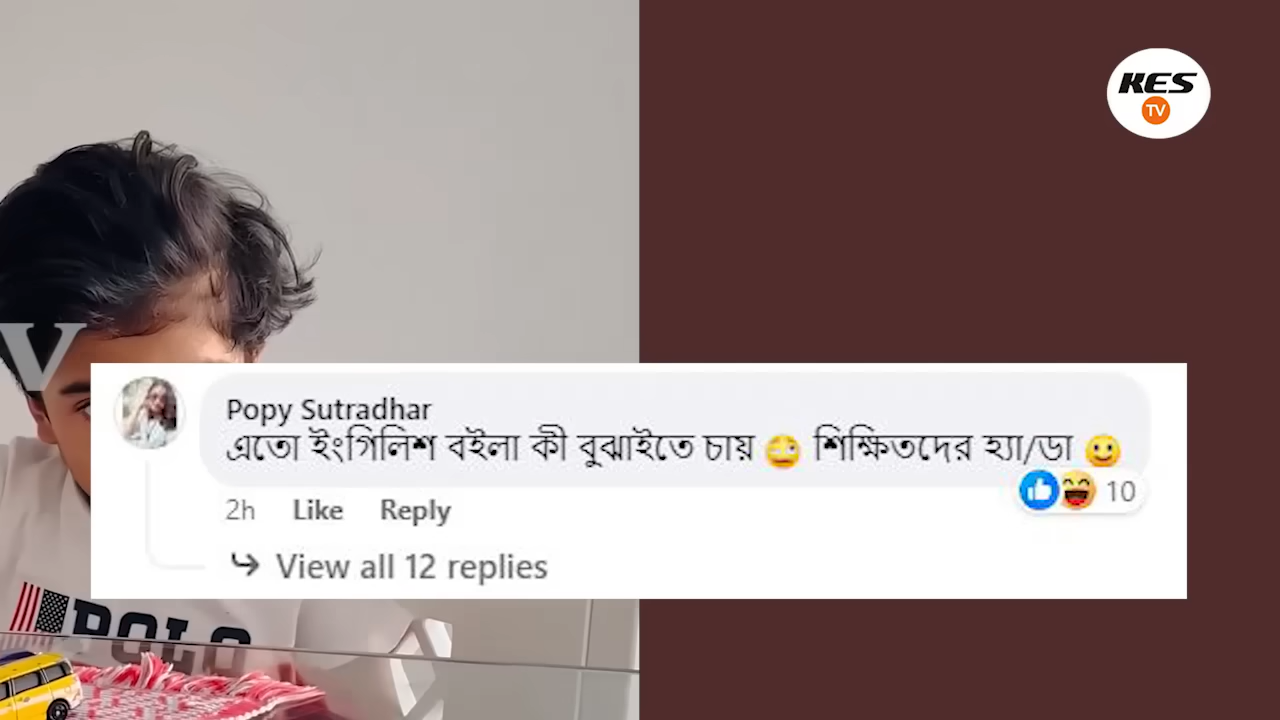 KES
TV
V
Popy Sutradhar
এতো ইংগিলিশ বইলা কী বুঝাইতে চায় 🙄 শিক্ষিতদের হ্যা/ডা 🙂
10
2h Like Reply
View all 12 replies
POLO